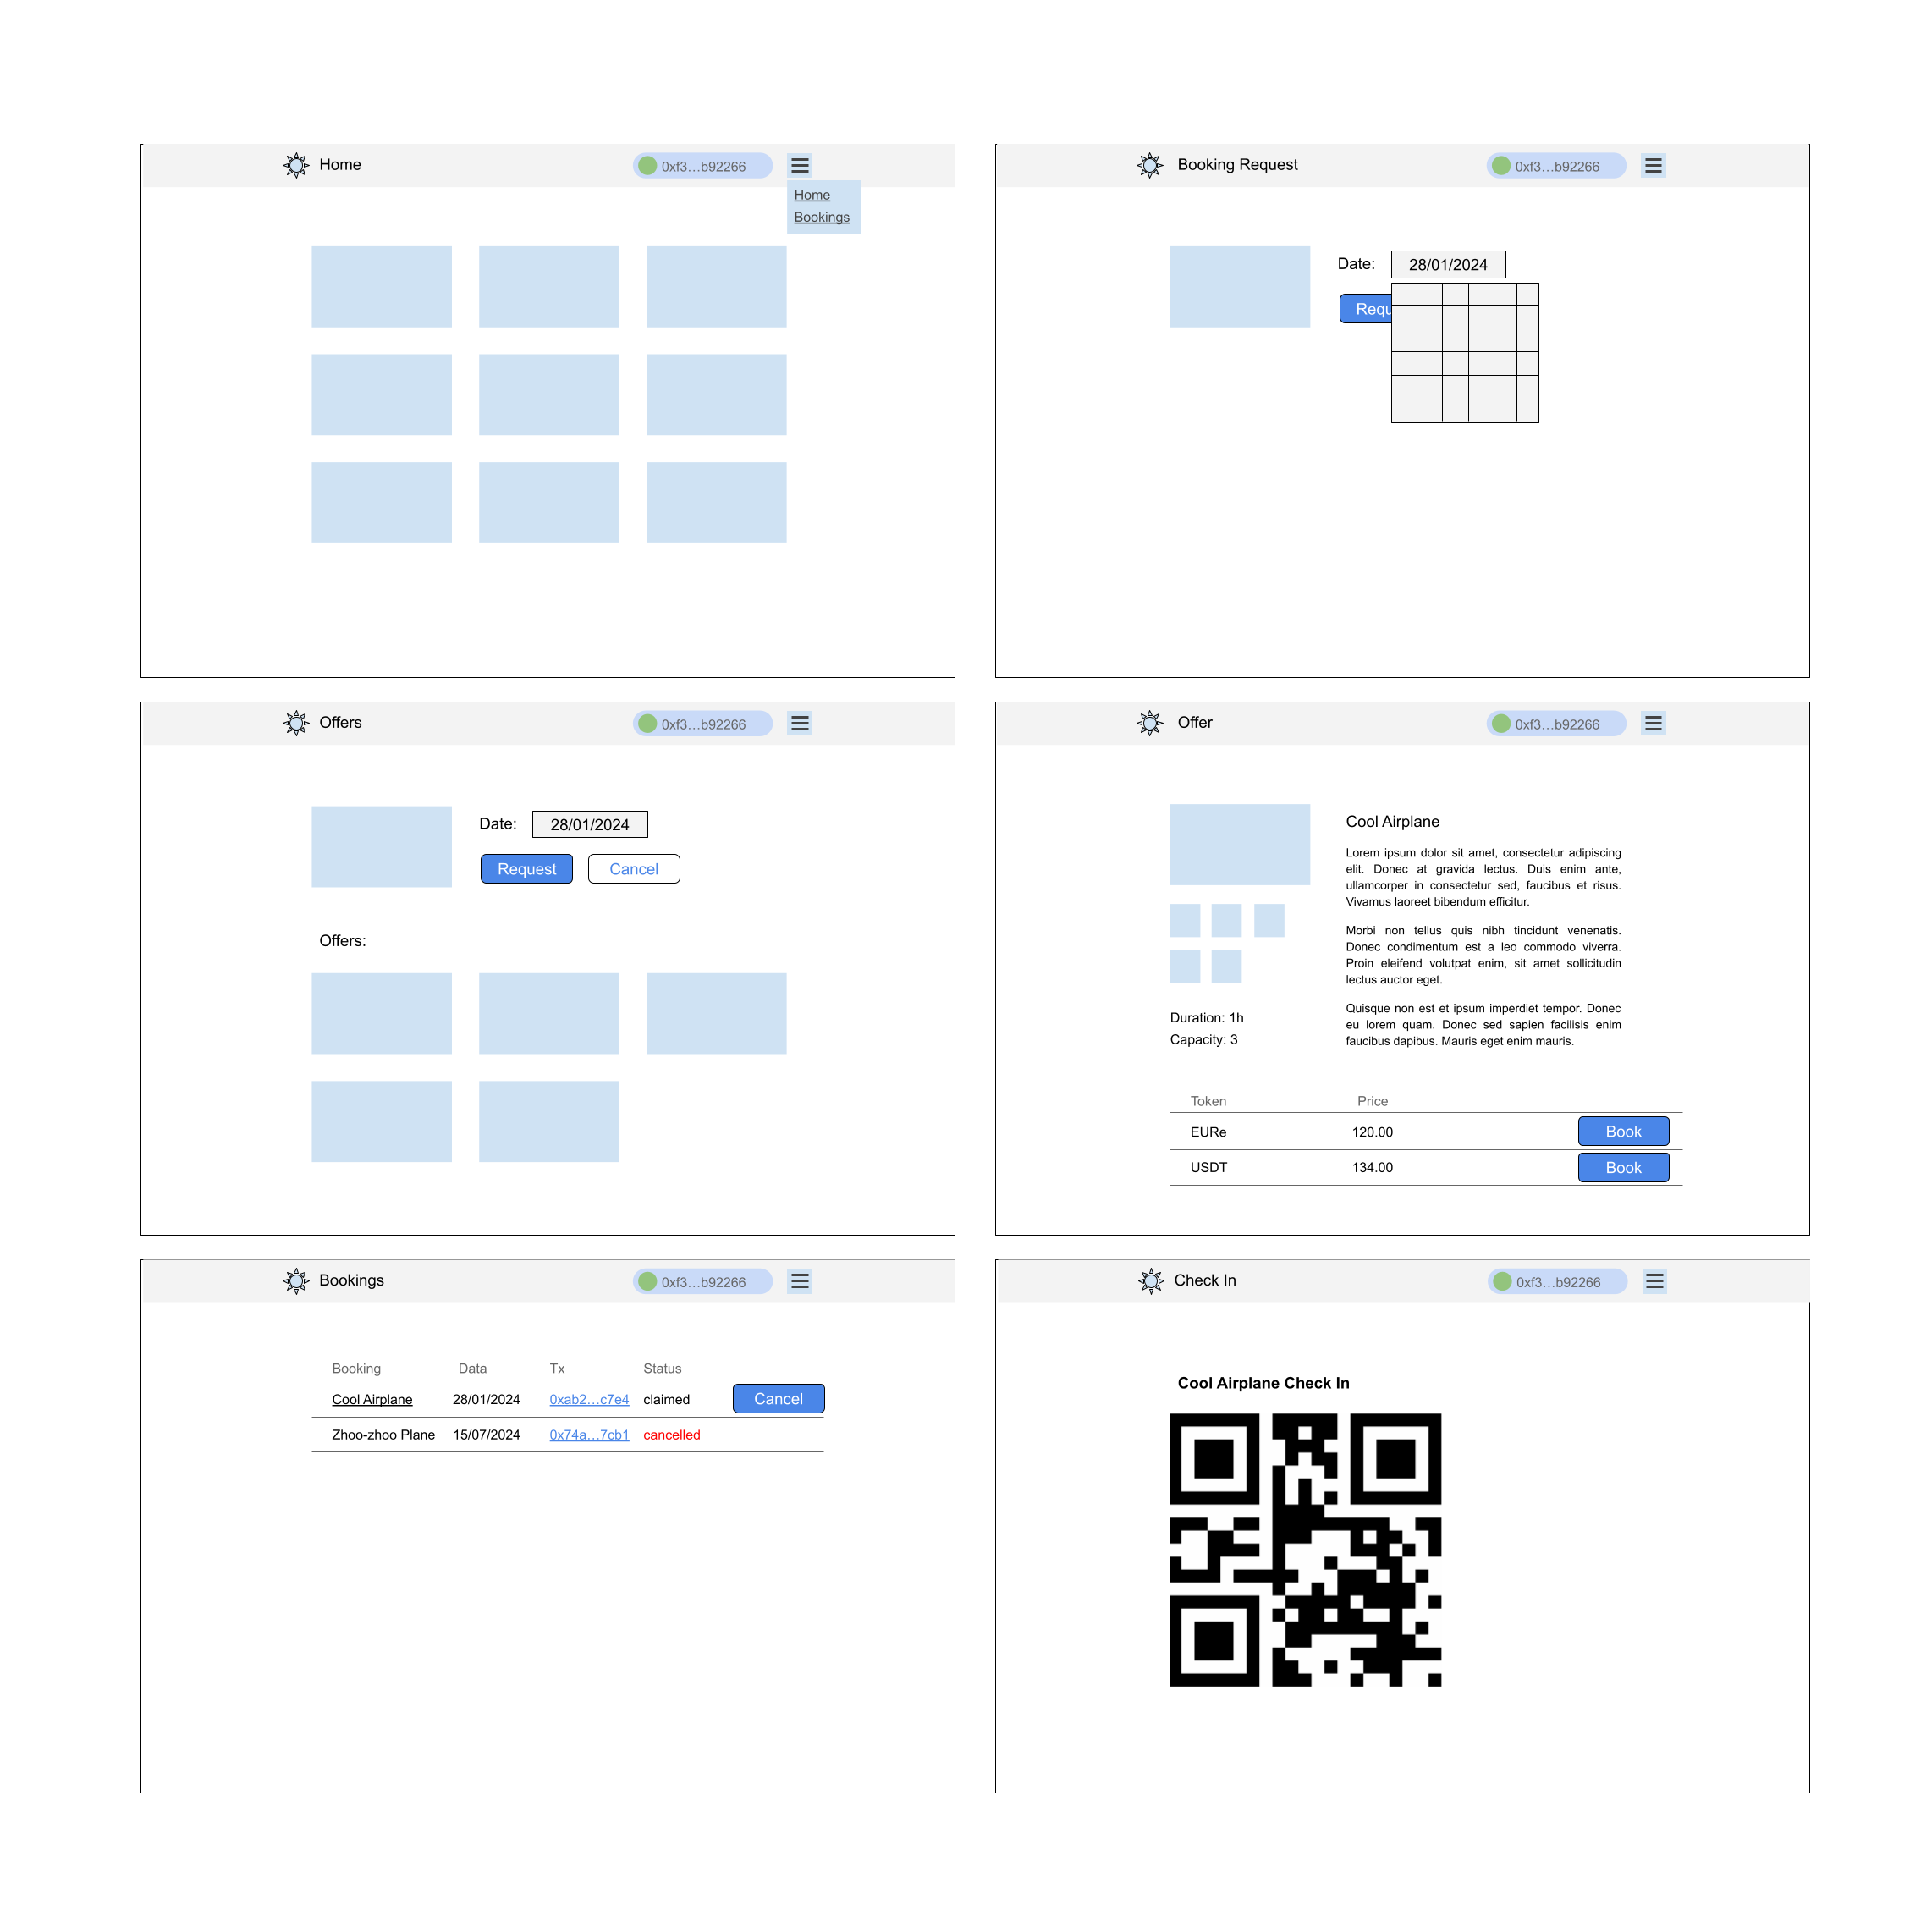 Home
0xf3...b92266
Home
Bookings
Booking Request
0xf3...b92266
Date:
28/01/2024
Requ
Offers
0xf3...b92266
Date:
28/01/2024
Request
Cancel
Offers:
Offer
0xf3...b92266
Cool Airplane
Lorem ipsum dolor sit amet, consectetur adipiscing
elit. Donec at gravida lectus. Duis enim ante,
ullamcorper in consectetur sed, faucibus et risus.
Vivamus laoreet bibendum efficitur.
Morbi non tellus quis nibh tincidunt venenatis.
Donec condimentum est a leo commodo viverra.
Proin eleifend volutpat enim, sit amet sollicitudin
lectus auctor eget.
Quisque non est et ipsum imperdiet tempor. Donec
eu lorem quam. Donec sed sapien facilisis enim
faucibus dapibus. Mauris eget enim mauris.
Duration: 1h
Capacity: 3
Token Price
EURe 120.00 Book
USDT 134.00 Book
Bookings
0xf3...b92266
Booking Data Tx Status
Cool Airplane 28/01/2024 0xab2...c7e4 claimed Cancel
Zhoo-zhoo Plane 15/07/2024 0x74a...7cb1 cancelled
Check In
0xf3...b92266
Cool Airplane Check In